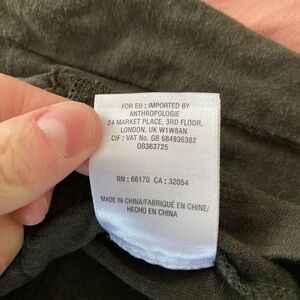 FOR EU : IMPORTED BY
ANTHROPOLOGIE
24 MARKET PLACE, 3RD FLOOR,
LONDON, UK W1W8AN
CIF : VAT No. GB 684936382
OB363725
RN : 66170 CA : 32054
MADE IN CHINA/FABRIQUÉ EN CHINE/
HECHO EN CHINA